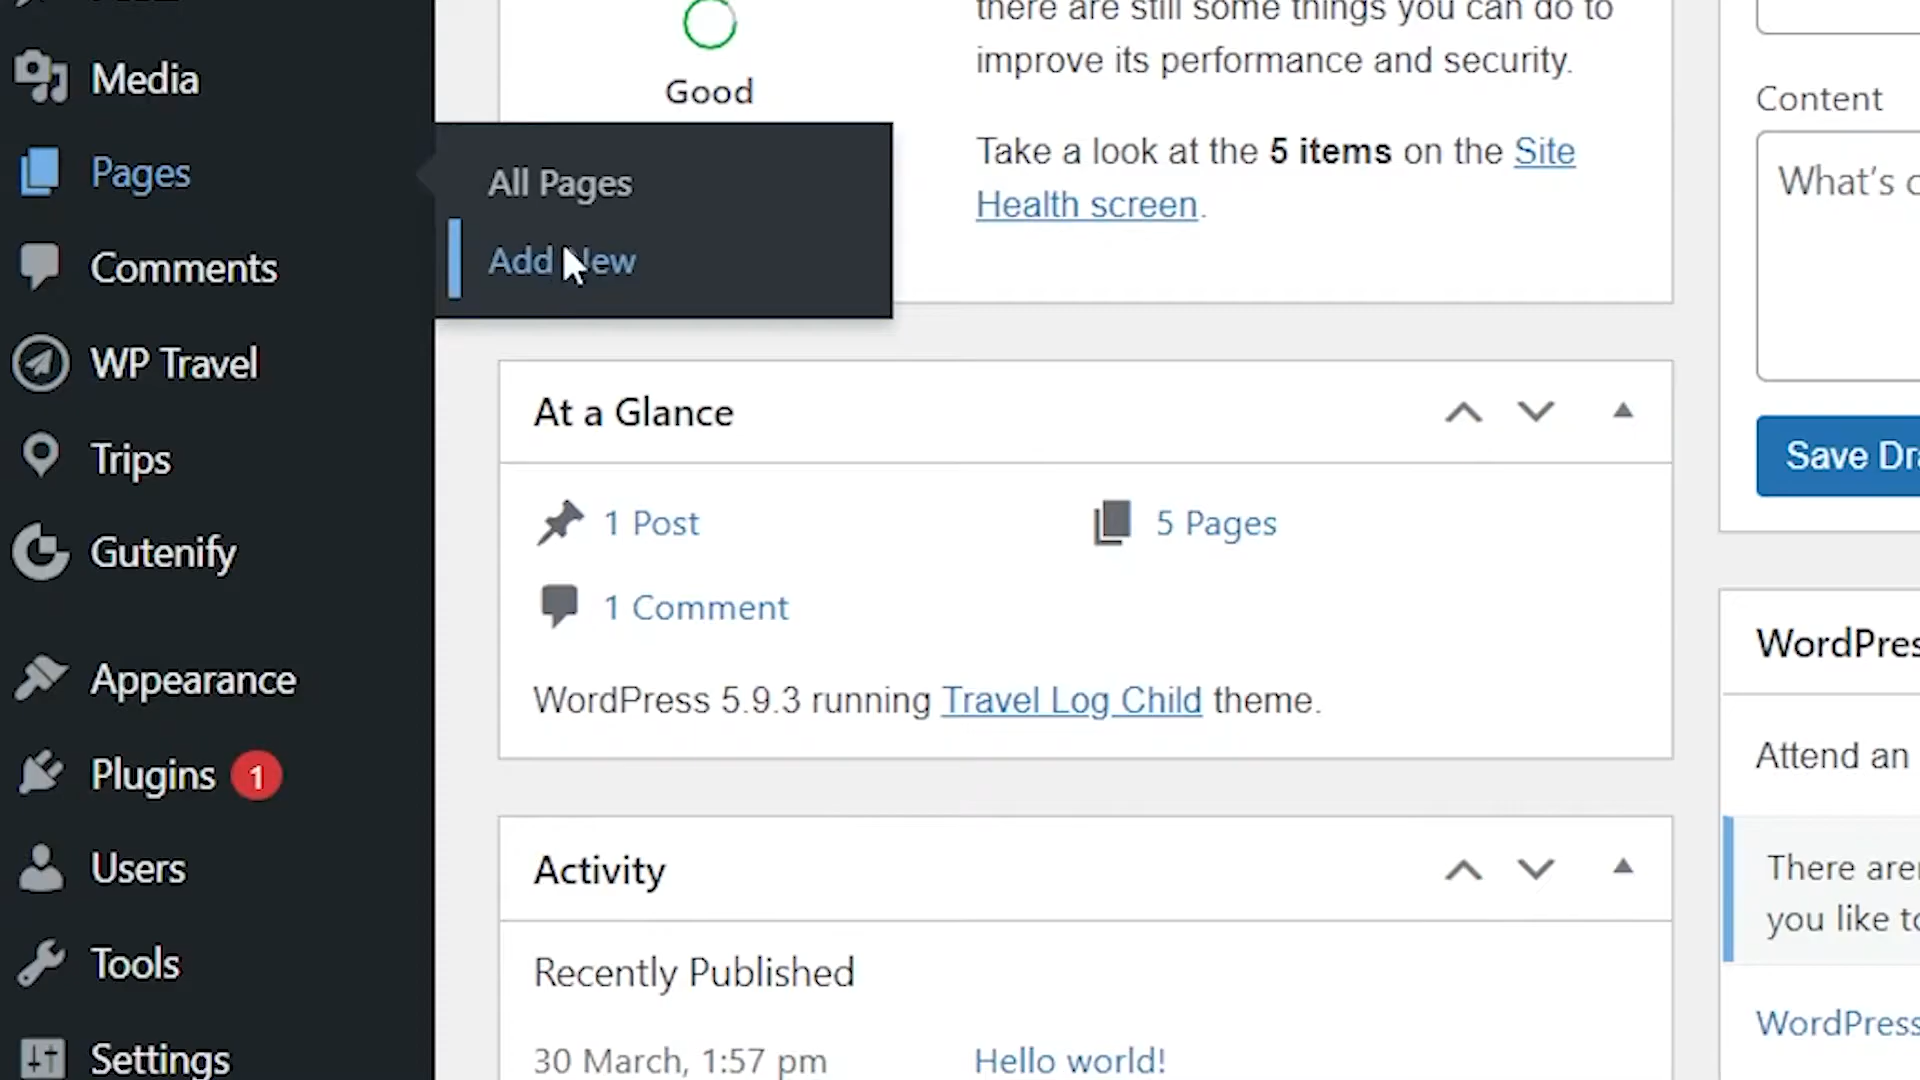 Media
Pages
Comments
WP Travel
Trips
Gutenify
Appearance
Plugins 1
Users
Tools
Settings
All Pages
Add New
Good
there are still some things you can do to
improve its performance and security.
Take a look at the 5 items on the Site
Health screen.
At a Glance
1 Post
5 Pages
1 Comment
WordPress 5.9.3 running Travel Log Child theme.
Activity
Recently Published
30 March, 1:57 pm
Hello world!
Content
What's
Save
WordPres
Attend an
There
you like
WordPress